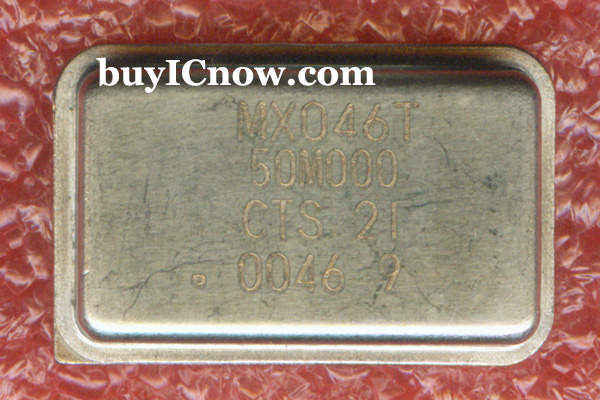 buyICnow.com
MXO46T
50M000
CTS 21
.0046 9